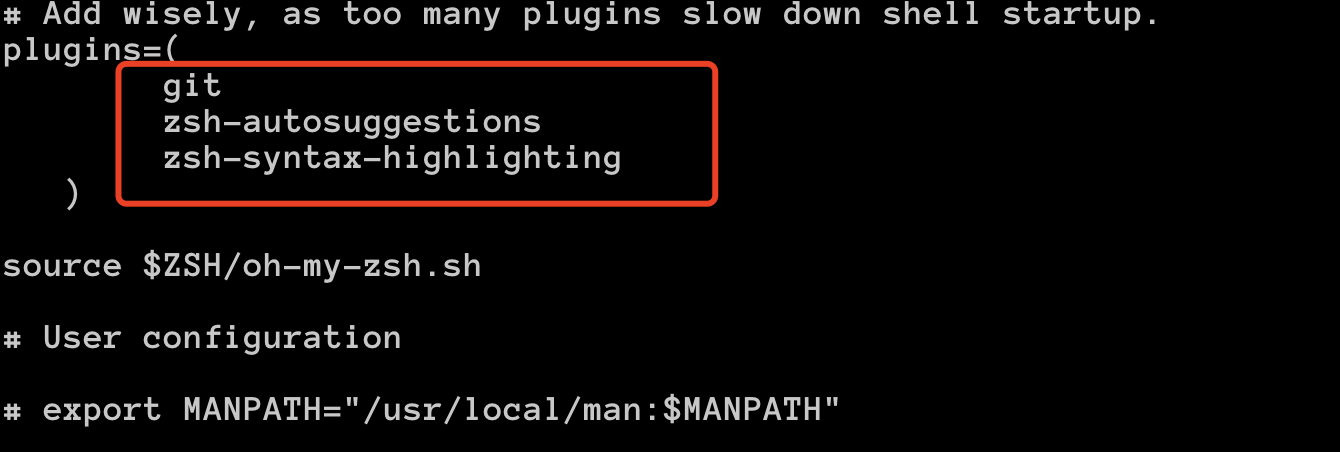 # Add wisely, as too many plugins slow down shell startup.
plugins=(
git
zsh-autosuggestions
zsh-syntax-highlighting
)
source $ZSH/oh-my-zsh.sh
# User configuration
# export MANPATH="/usr/local/man:$MANPATH"